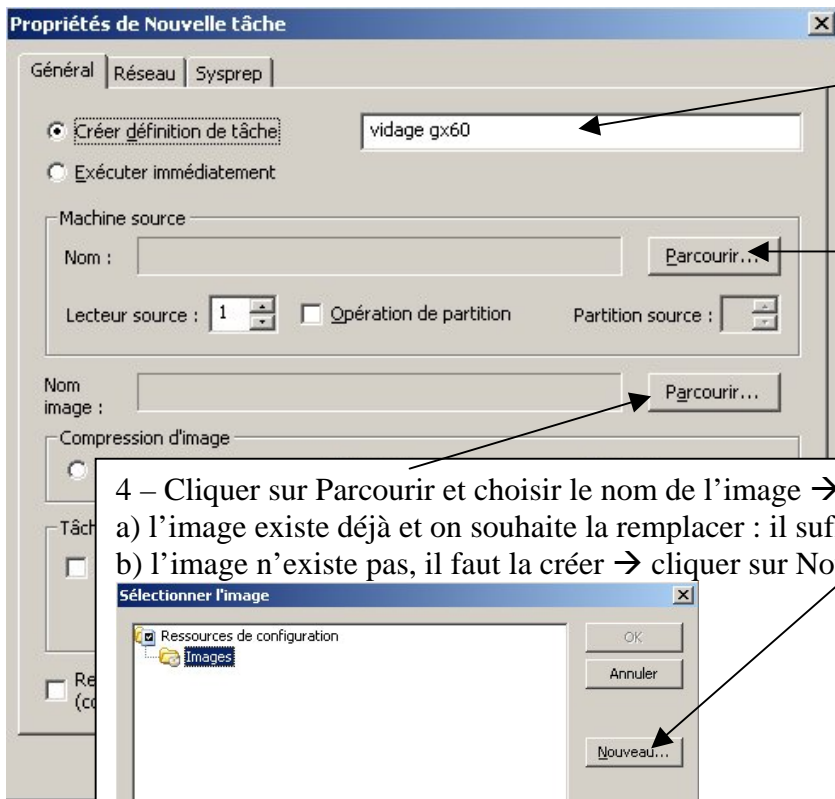 Propriétés de Nouvelle tâche
Général Réseau Sysprep
Créer définition de tâche vidage gx60
Exécuter immédiatement
Machine source
Nom : Parcourir...
Lecteur source : 1 Opération de partition Partition source :
Nom image : Parcourir...
Compression d'image
4 – Cliquer sur Parcourir et choisir le nom de l'image →
a) l'image existe déjà et on souhaite la remplacer : il
b) l'image n'existe pas, il faut la créer → cliquer sur
Sélectionner l'image
Ressources de configuration OK
Images
Annuler
Nouveau...